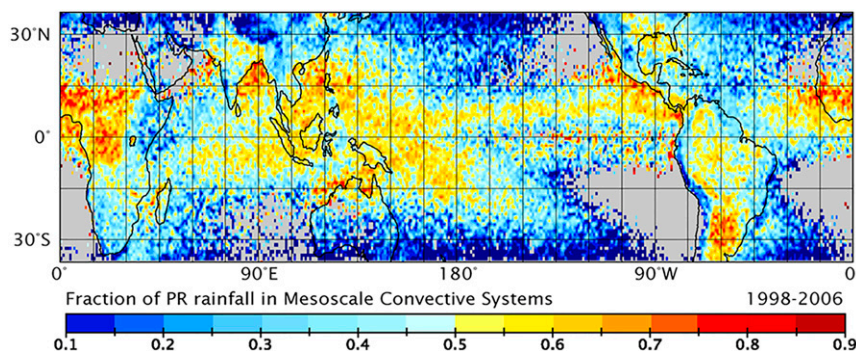 30°N
0°
30°S
0° 90°E 180° 90°W 0°
Fraction of PR rainfall in Mesoscale Convective Systems 1998-2006
0.1 0.2 0.3 0.4 0.5 0.6 0.7 0.8 0.9